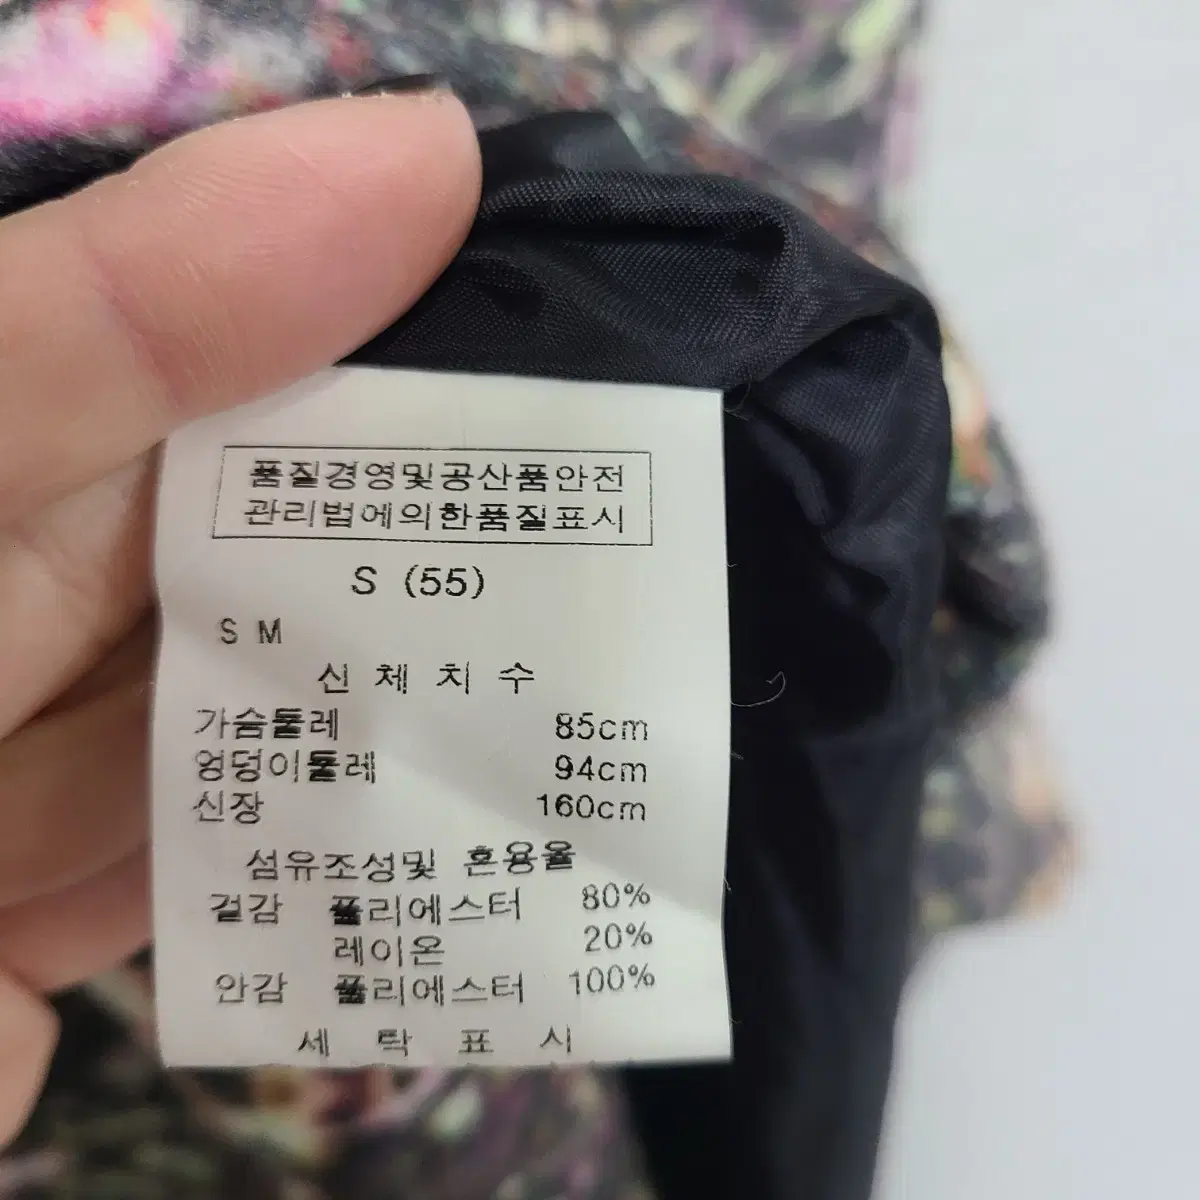 품질경영및공산품안전
관리법에의한품질표시
S (55)
S M
신 체 치 수
가슴둘레 85cm
엉덩이둘레 94cm
신장 160cm
섬유조성및 혼용율
겉감 폴리에스터 80%
레이온 20%
안감 폴리에스터 100%
세 탁 표 시